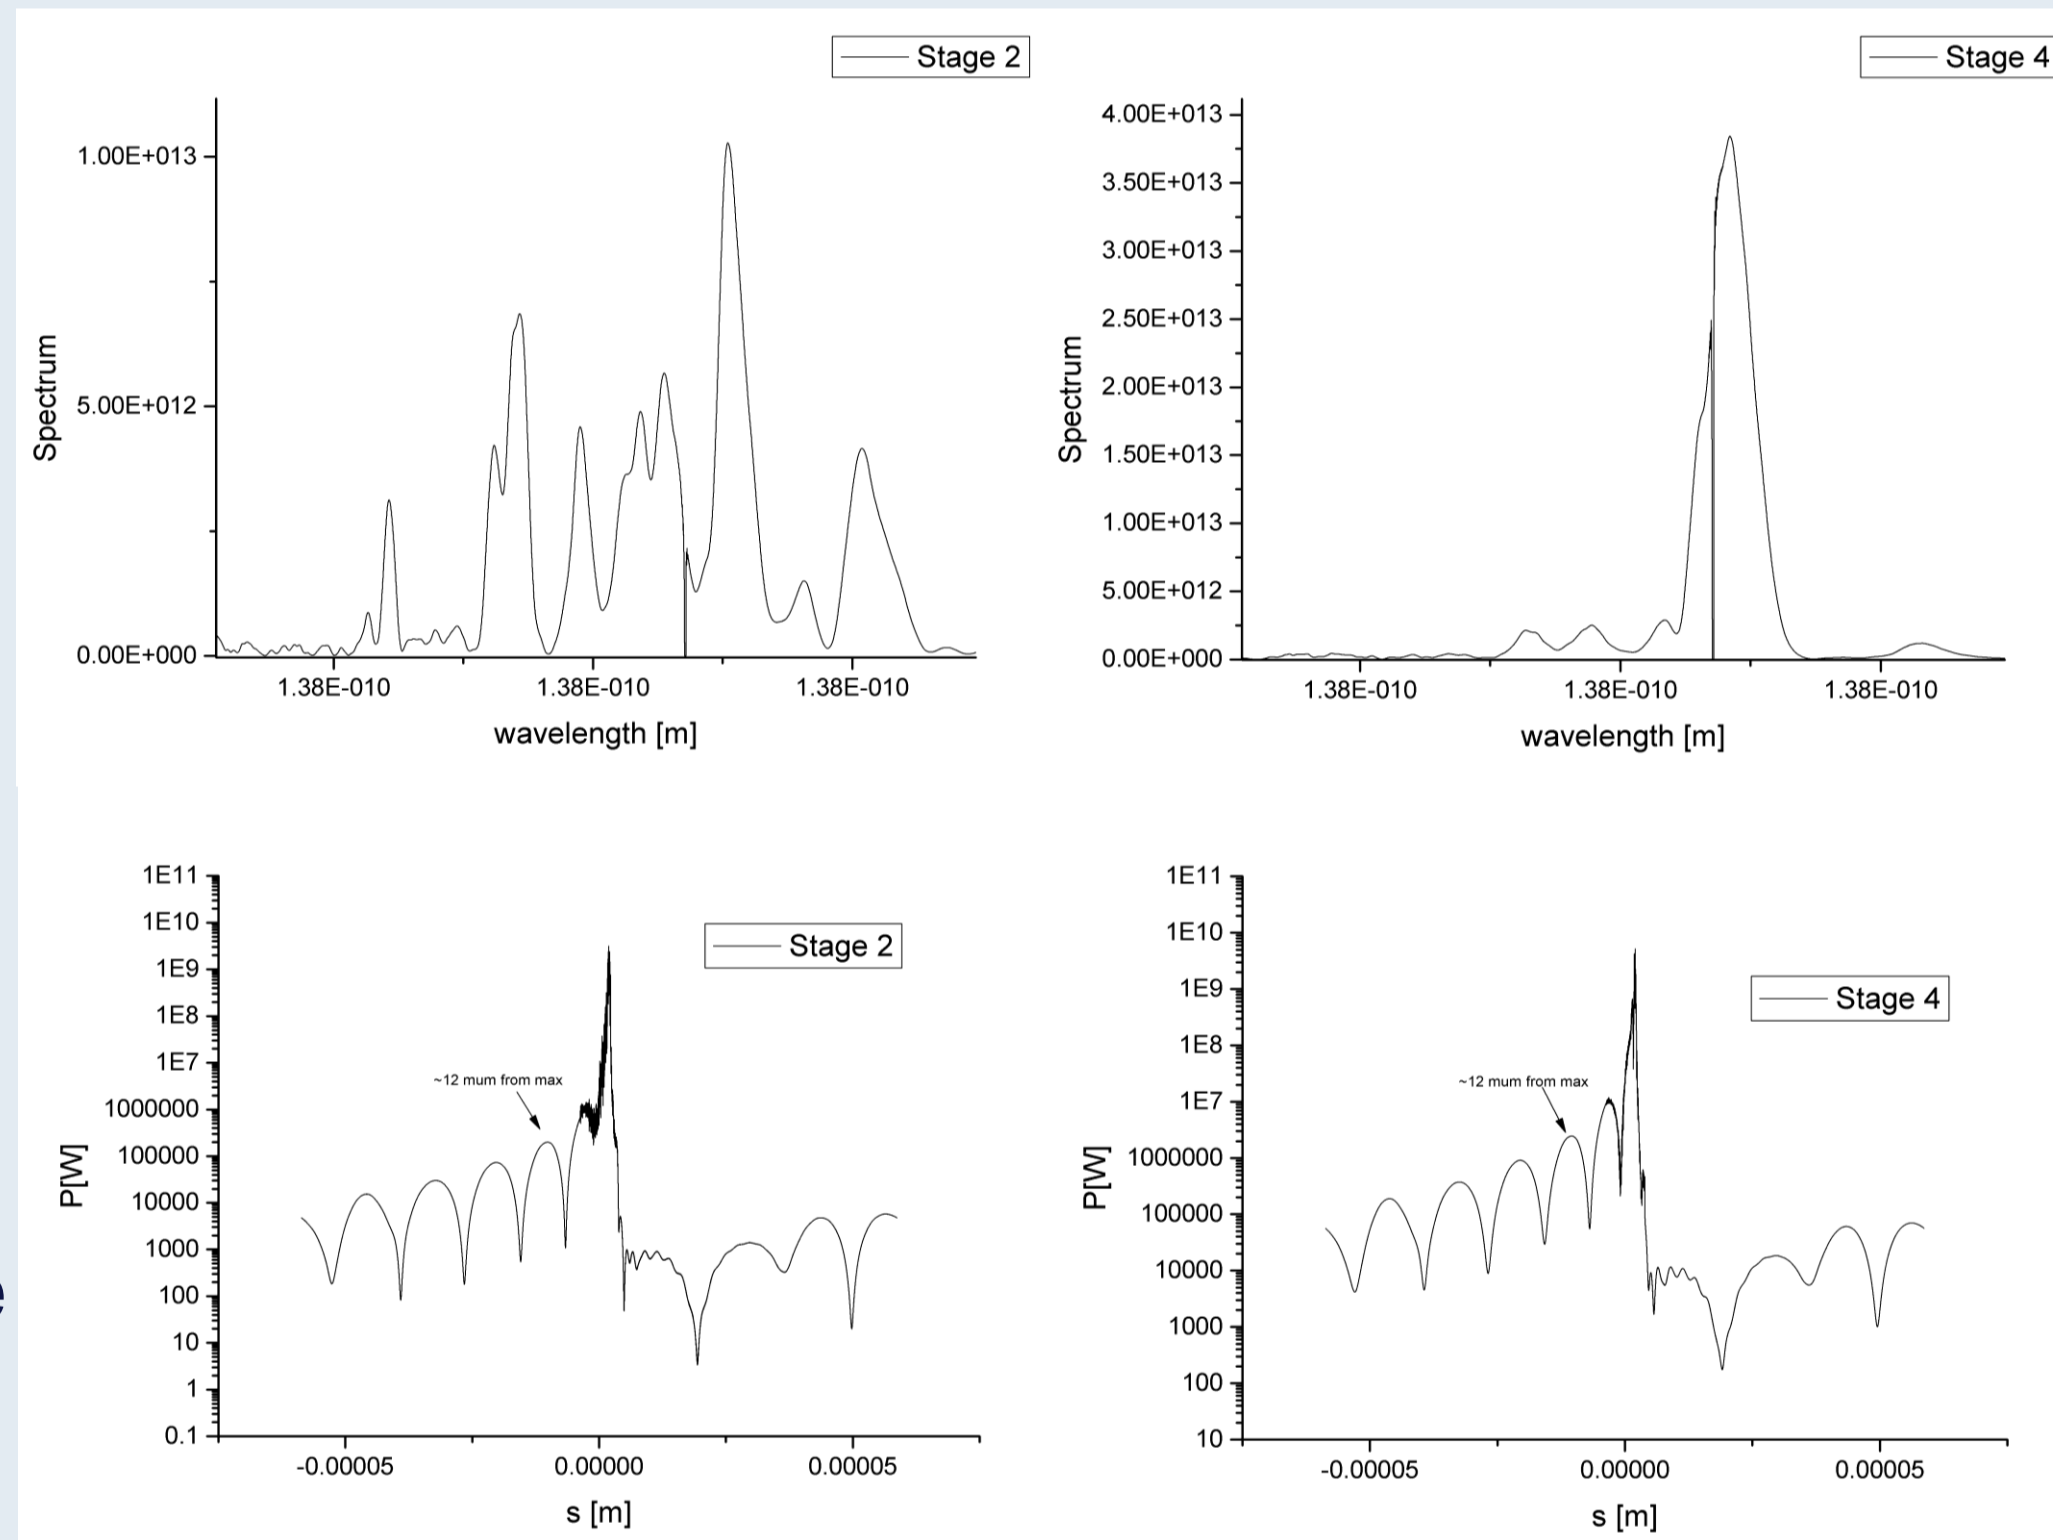 Stage 2
1.00E+013
5.00E+012
0.00E+000
Spectrum
1.38E-010 1.38E-010 1.38E-010
wavelength [m]
Stage 4
4.00E+013
3.50E+013
3.00E+013
2.50E+013
2.00E+013
1.50E+013
1.00E+013
5.00E+012
0.00E+000
Spectrum
1.38E-010 1.38E-010 1.38E-010
wavelength [m]
1E11
1E10
1E9
1E8
1E7
1000000
100000
10000
1000
100
10
1
0.1
P[W]
Stage 2
~12 mum from max
-0.00005 0.00000 0.00005
s [m]
1E11
1E10
1E9
1E8
1E7
1000000
100000
10000
1000
100
10
P[W]
Stage 4
~12 mum from max
-0.00005 0.00000 0.00005
s [m]
e